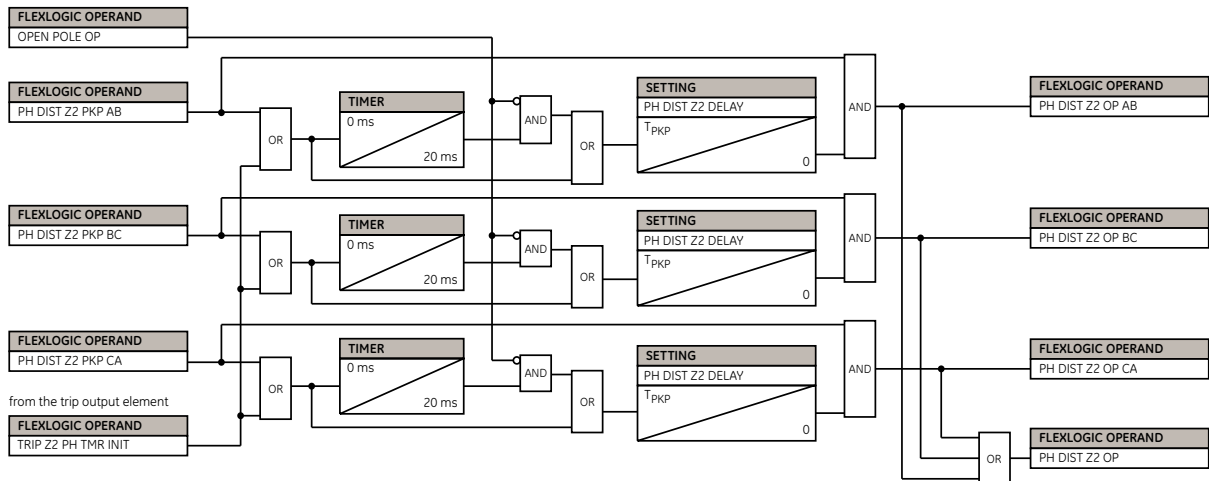 FLEXLOGIC OPERAND
OPEN POLE OP
FLEXLOGIC OPERAND
PH DIST Z2 PKP AB
OR
TIMER
0 ms
20 ms
AND
OR
SETTING
PH DIST Z2 DELAY
TPKP
0
AND
FLEXLOGIC OPERAND
PH DIST Z2 OP AB
FLEXLOGIC OPERAND
PH DIST Z2 PKP BC
OR
TIMER
0 ms
20 ms
AND
OR
SETTING
PH DIST Z2 DELAY
TPKP
0
AND
FLEXLOGIC OPERAND
PH DIST Z2 OP BC
FLEXLOGIC OPERAND
PH DIST Z2 PKP CA
OR
TIMER
0 ms
20 ms
AND
OR
SETTING
PH DIST Z2 DELAY
TPKP
0
AND
FLEXLOGIC OPERAND
PH DIST Z2 OP CA
from the trip output element
FLEXLOGIC OPERAND
TRIP Z2 PH TMR INIT
OR
FLEXLOGIC OPERAND
PH DIST Z2 OP